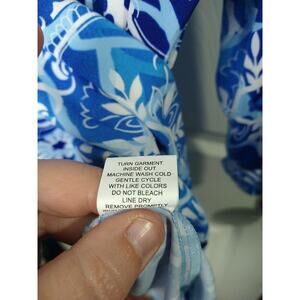 TURN GARMENT
INSIDE OUT
MACHINE WASH COLD
GENTLE CYCLE
WITH LIKE COLORS
DO NOT BLEACH
LINE DRY
REMOVE PROMPTLY